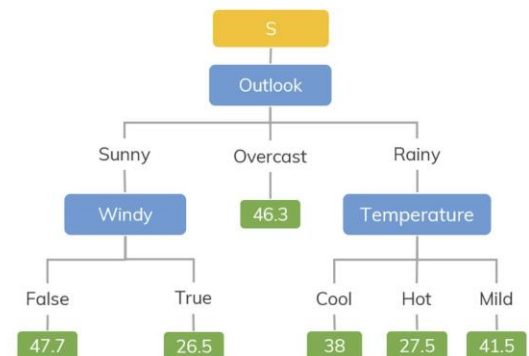 S
Outlook
Sunny Overcast Rainy
Windy 46.3 Temperature
False True Cool Hot Mild
47.7 26.5 38 27.5 41.5